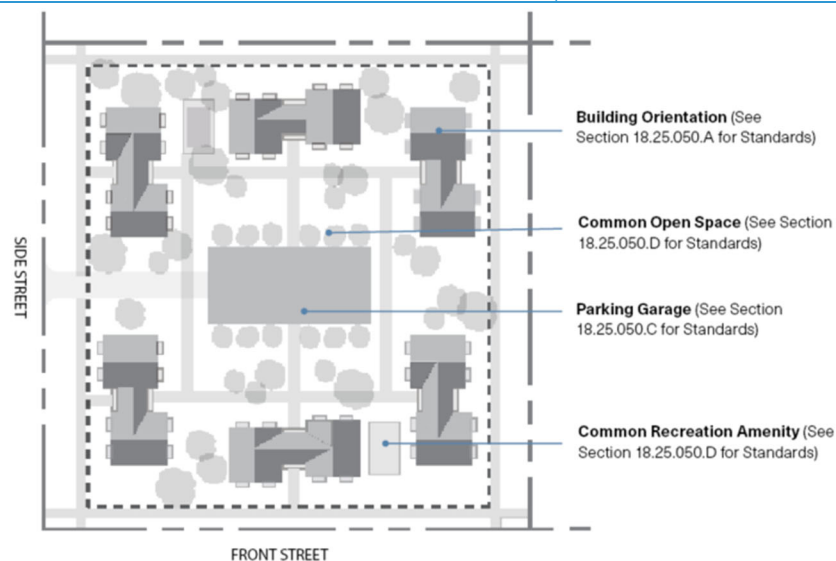 Building Orientation (See
Section 18.25.050.A for Standards)
Common Open Space (See Section
18.25.050.D for Standards)
SIDE STREET
Parking Garage (See Section
18.25.050.C for Standards)
Common Recreation Amenity (See
Section 18.25.050.D for Standards)
FRONT STREET